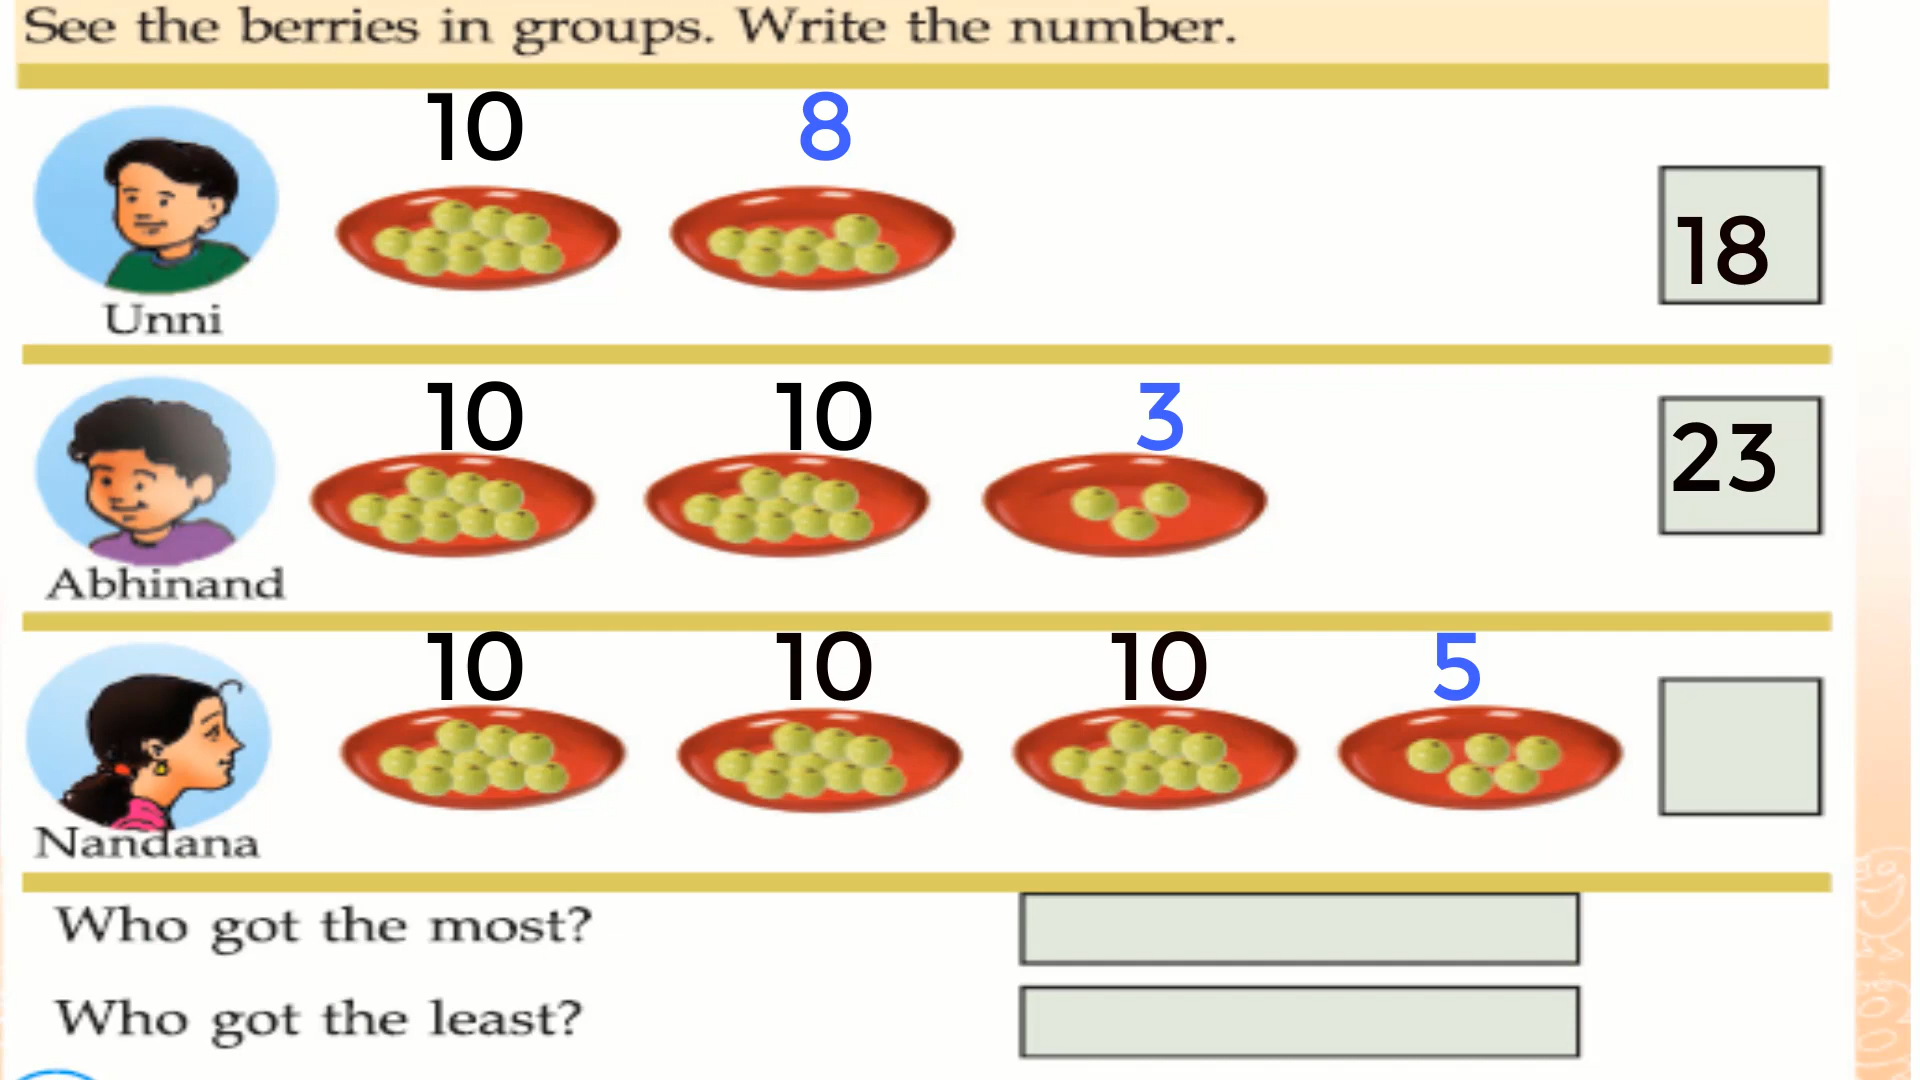 See the berries in groups. Write the number.
10 8
18
Unni
10 10 3
23
Abhinand
10 10 10 5
Nandana
Who got the most?
Who got the least?